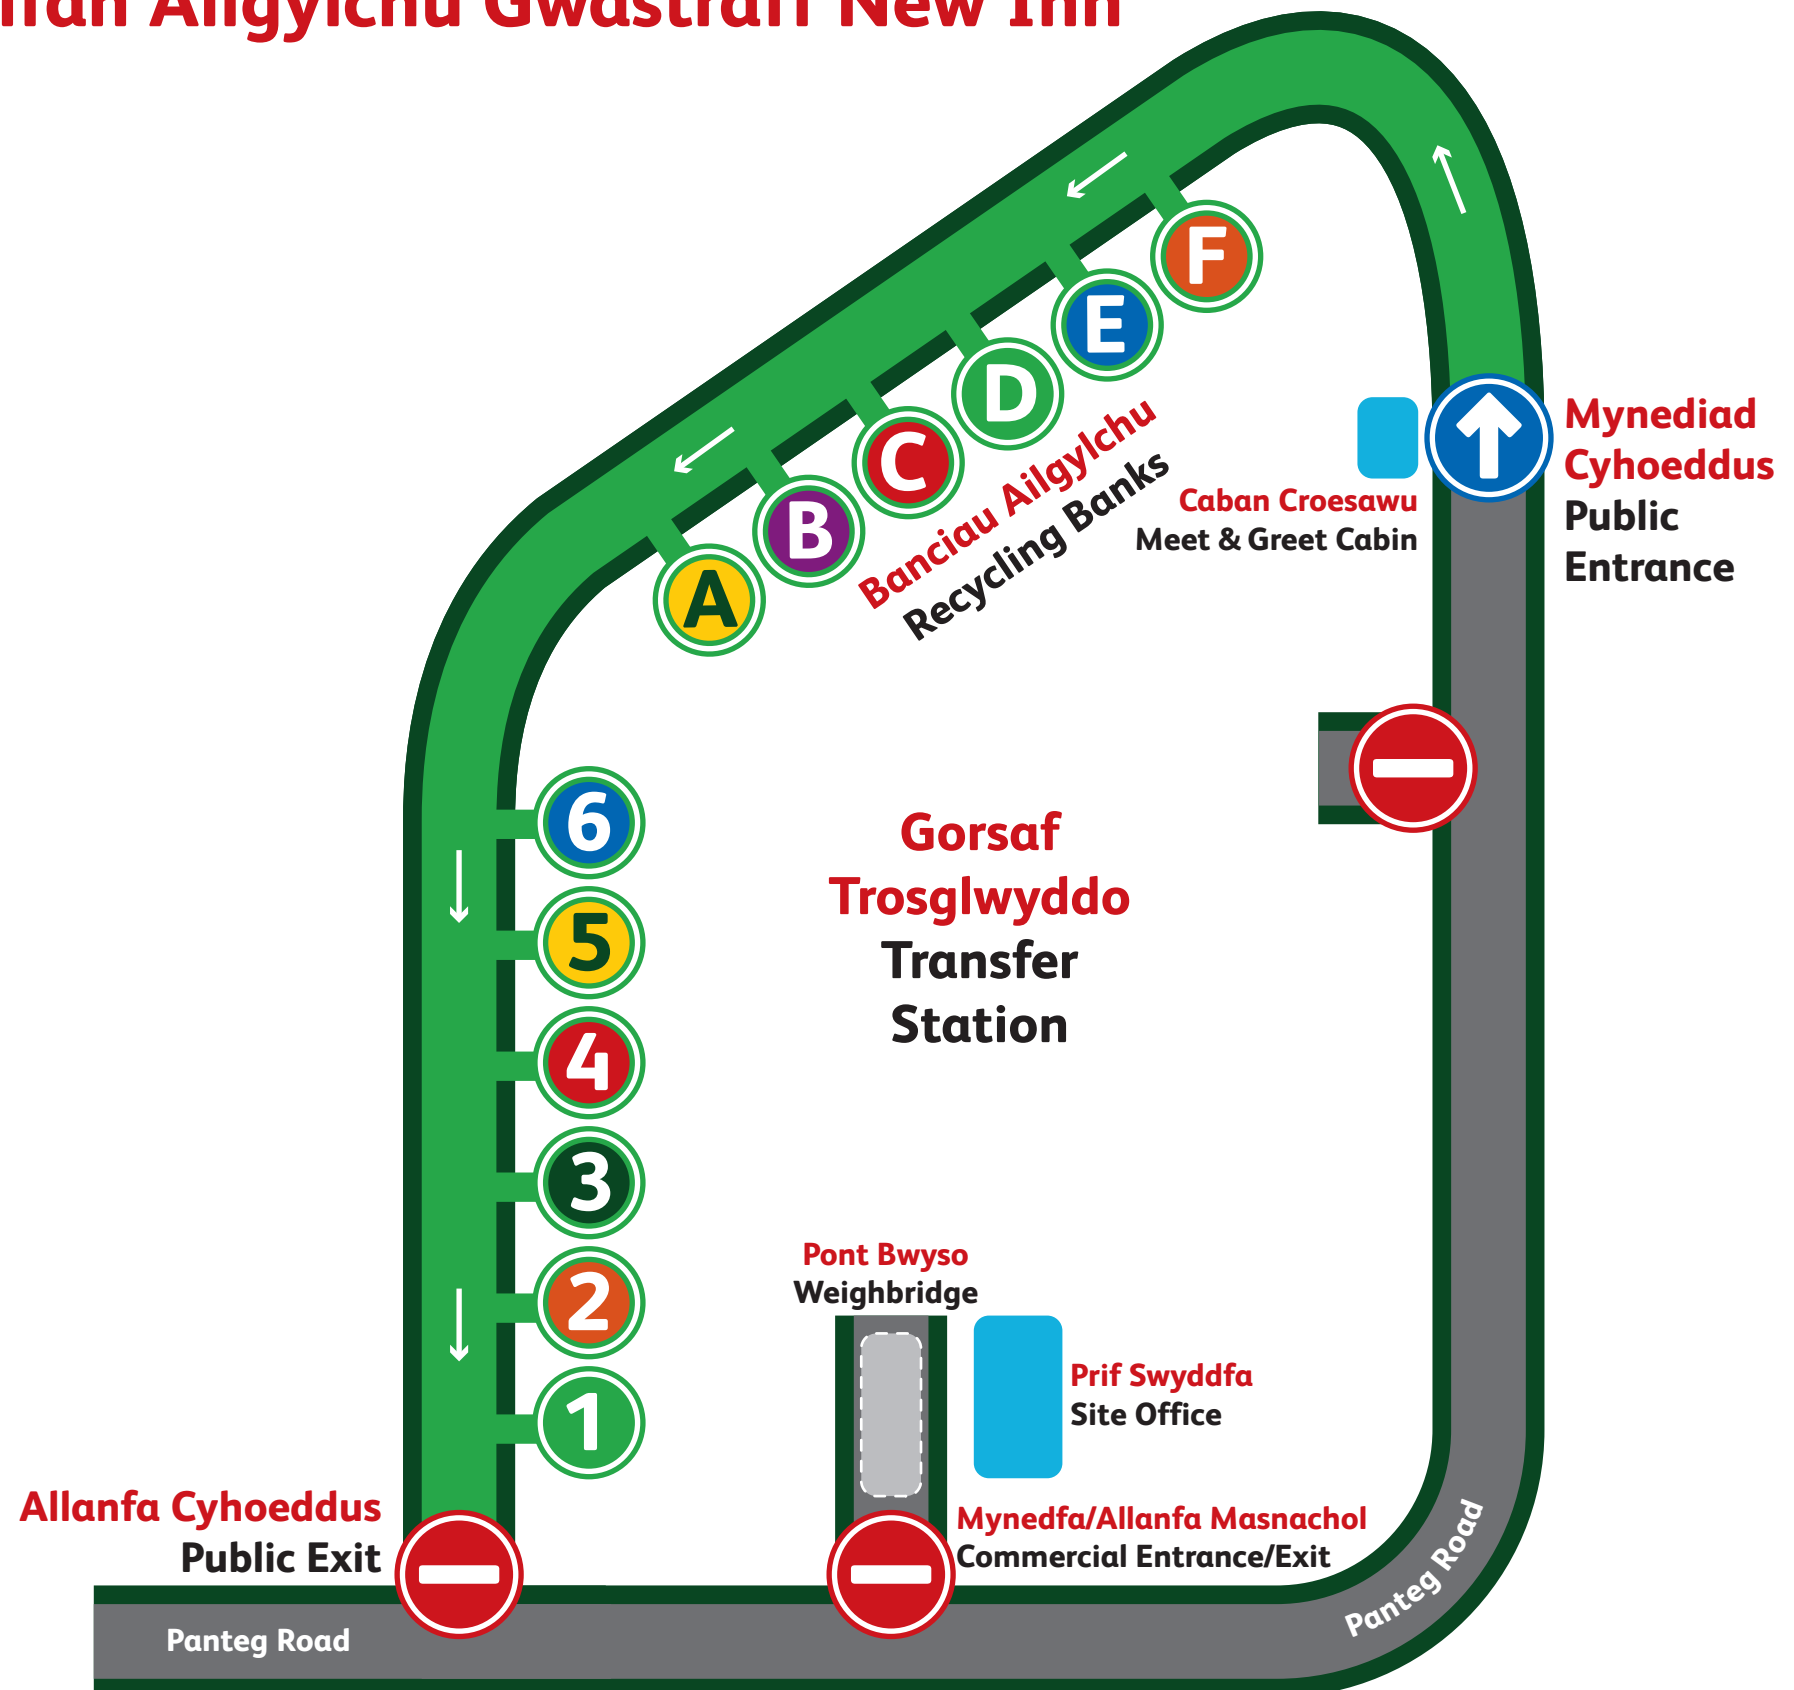 Ailgylchu Gwastraff New Inn
F
E
D
C
B
A
Banciau Ailgylchu
Recycling Banks
Caban Croesawu
Meet & Greet Cabin
Mynediad
Cyhoeddus
Public
Entrance
6
5
4
3
2
1
Gorsaf
Trosglwyddo
Transfer
Station
Pont Bwyso
Weighbridge
Prif Swyddfa
Site Office
Mynedfa/Allanfa Masnachol
Commercial Entrance/Exit
Allanfa Cyhoeddus
Public Exit
Panteg Road
Panteg Road